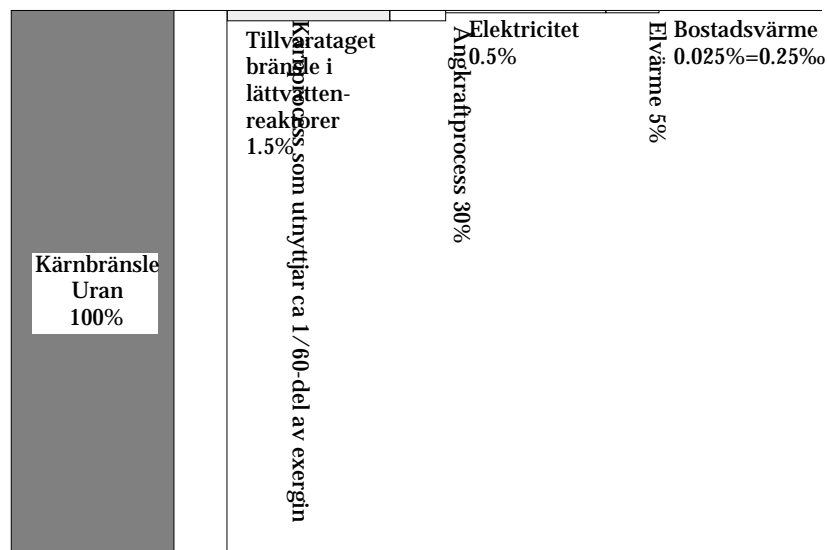 Kärnbränsle
Uran
100%
Kärnprocess som utnyttjar ca 1/60-del av exergin
Tillvarataget
bränsle i
lättvatten-
reaktorer
1.5%
Ångkraftprocess 30%
Elektricitet
0.5%
Elvärme 5%
Bostadsvärme
0.025%=0.25‰